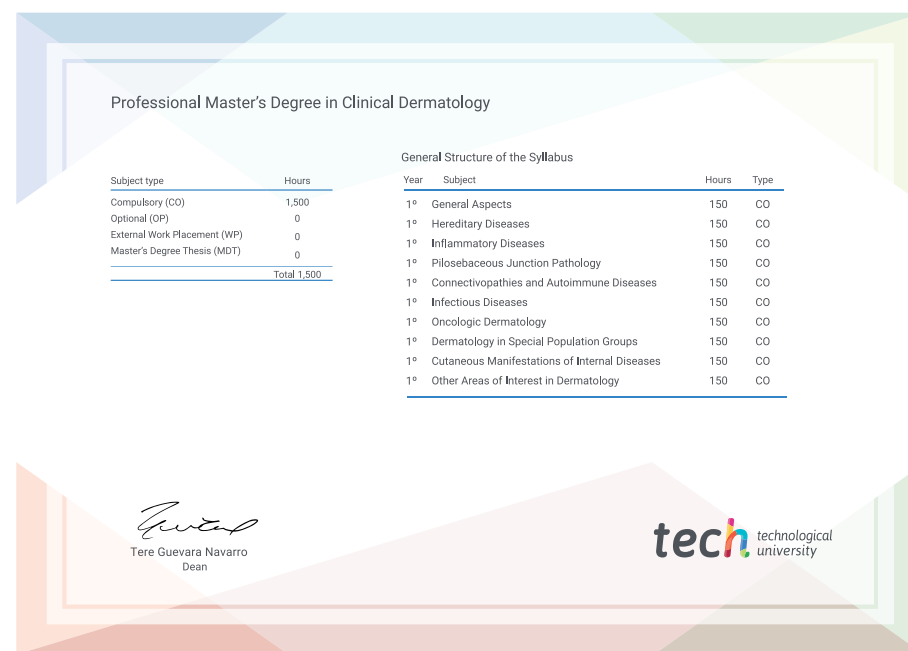 Professional Master's Degree in Clinical Dermatology
General Structure of the Syllabus
Subject type Hours
Compulsory (CO) 1,500
Optional (OP) 0
External Work Placement (WP) 0
Master's Degree Thesis (MDT) 0
Total 1,500
Year Subject Hours Type
1º General Aspects 150 CO
1º Hereditary Diseases 150 CO
1º Inflammatory Diseases 150 CO
1º Pilosebaceous Junction Pathology 150 CO
1º Connectivopathies and Autoimmune Diseases 150 CO
1º Infectious Diseases 150 CO
1º Oncologic Dermatology 150 CO
1º Dermatology in Special Population Groups 150 CO
1º Cutaneous Manifestations of Internal Diseases 150 CO
1º Other Areas of Interest in Dermatology 150 CO
Tere Guevara Navarro
Dean
tech technological
university